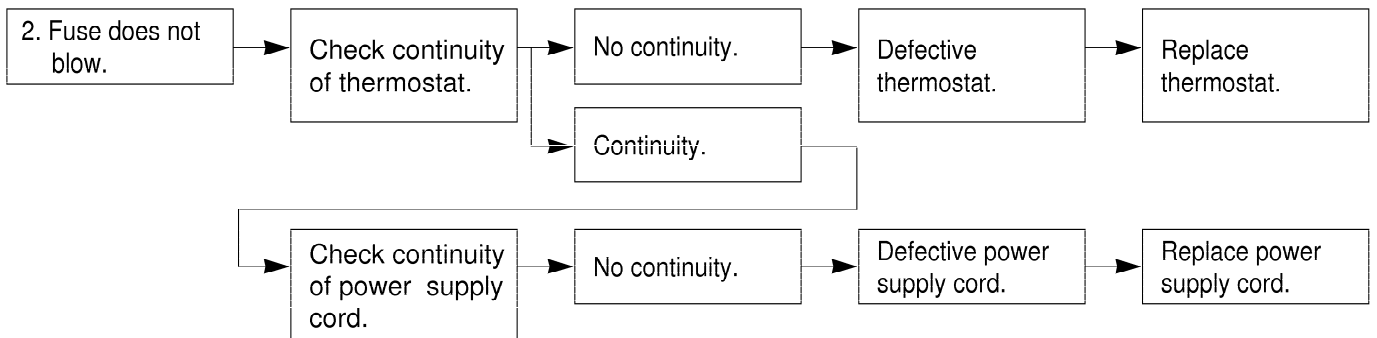 2. Fuse does not
blow.
Check continuity
of thermostat.
No continuity.
Defective
thermostat.
Replace
thermostat.
Continuity.
Check continuity
of power supply
cord.
No continuity.
Defective power
supply cord.
Replace power
supply cord.